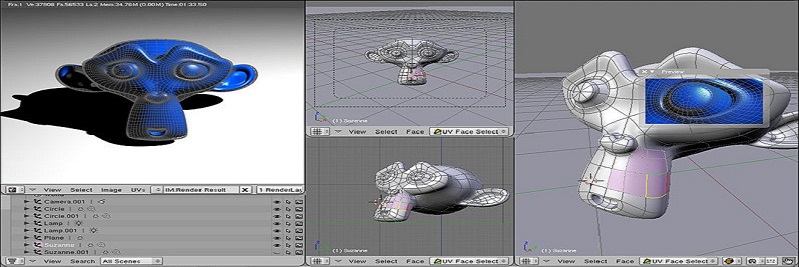 Fra:1 Ve:37908 Fa:56533 La:2 Mem:34.76M (0.00M) Time:01:33.50
View Select Image UVs IM:Render Result 1 RenderLay
Camera.001
Circle
Circle.001
Lamp
Lamp.001
Plane
Suzanne
Suzanne.001
View Search All Scenes
(1) Suzanne
View Select Face UV Face Select
(1) Suzanne
View Select Face UV Face Select
Preview
(1) Suzanne
View Select Face UV Face Select